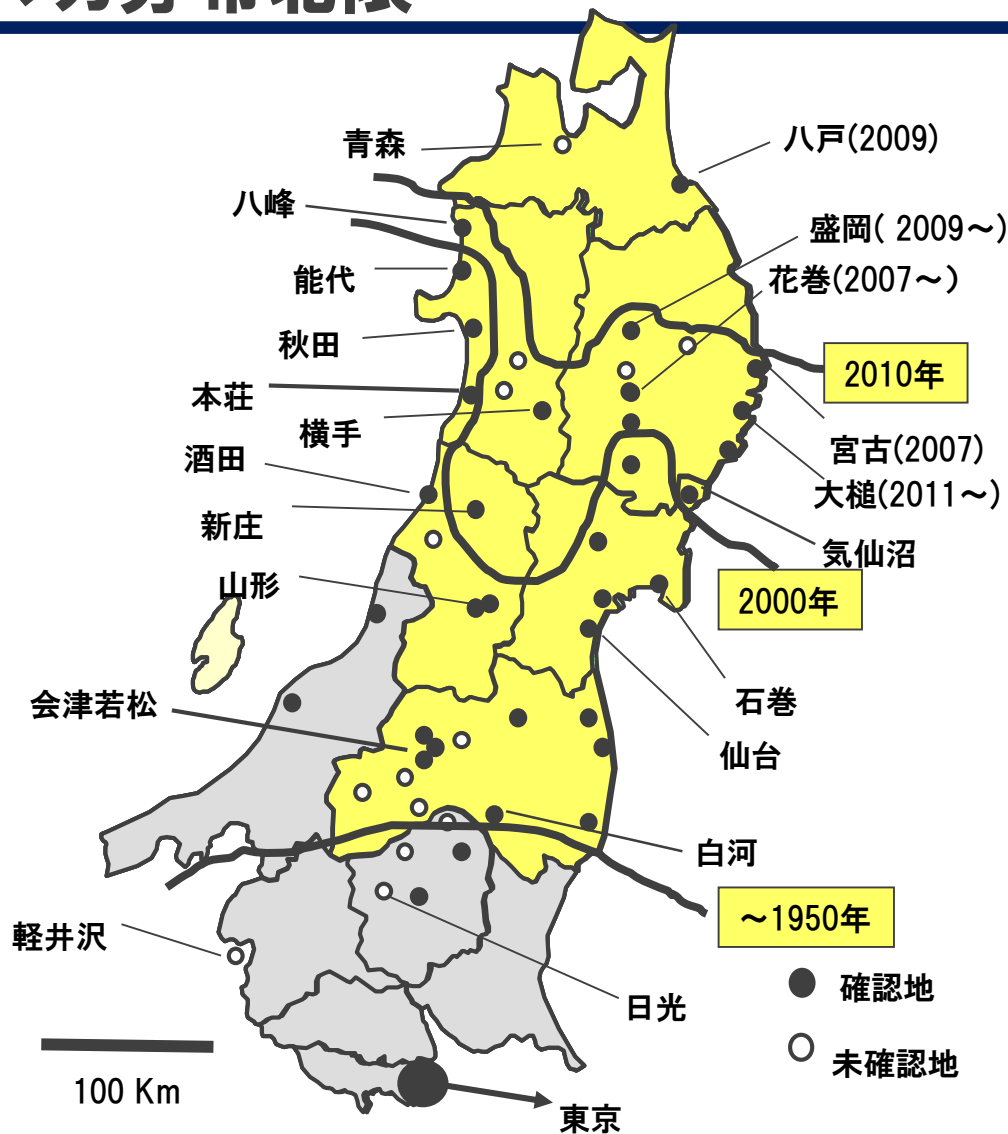 分布北限
青森
八戸(2009)
八峰
盛岡( 2009～)
能代
花巻(2007～)
秋田
2010年
本荘
横手
宮古(2007)
酒田
大槌(2011～)
新庄
気仙沼
山形
2000年
石巻
会津若松
仙台
白河
～1950年
軽井沢
確認地
日光
未確認地
100 Km
東京